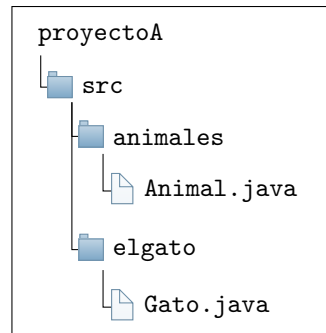 proyectoA
src
animales
Animal.java
elgato
Gato.java